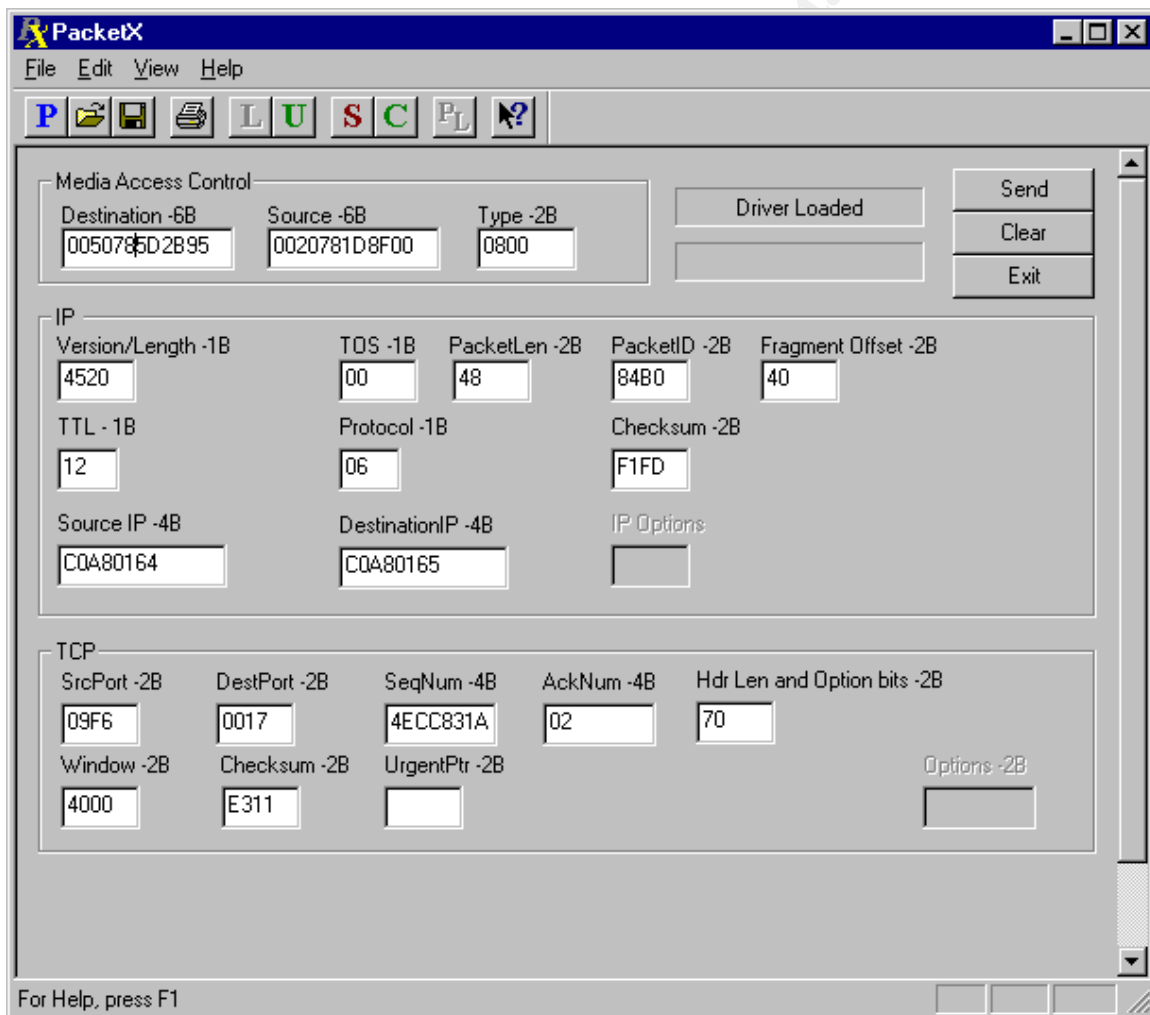 PacketX
File Edit View Help
P L U S C PL ?
Media Access Control
Destination -6B Source -6B Type -2B
0050785D2B95 0020781D8F00 0800
Driver Loaded
Send
Clear
Exit
IP
Version/Length -1B TOS -1B PacketLen -2B PacketID -2B Fragment Offset -2B
4520 00 48 84B0 40
TTL - 1B Protocol -1B Checksum -2B
12 06 F1FD
Source IP -4B DestinationIP -4B IP Options
C0A80164 C0A80165
TCP
SrcPort -2B DestPort -2B SeqNum -4B AckNum -4B Hdr Len and Option bits -2B
09F6 0017 4ECC831A 02 70
Window -2B Checksum -2B UrgentPtr -2B Options -2B
4000 E311
For Help, press F1